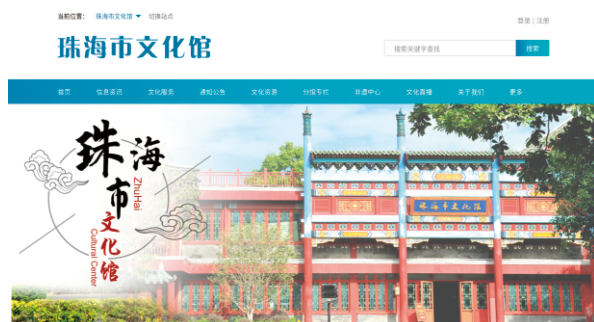 当前位置： 珠海市文化馆 切换站点
登录 | 注册
珠海市文化馆
搜索关键字查找 搜索
首页 信息资讯 文化服务 通知公告 文化资源 分馆专栏 非遗中心 文化直播 关于我们 更多
珠海市文化馆
ZhuHai
Cultural Center
珠海市文化馆